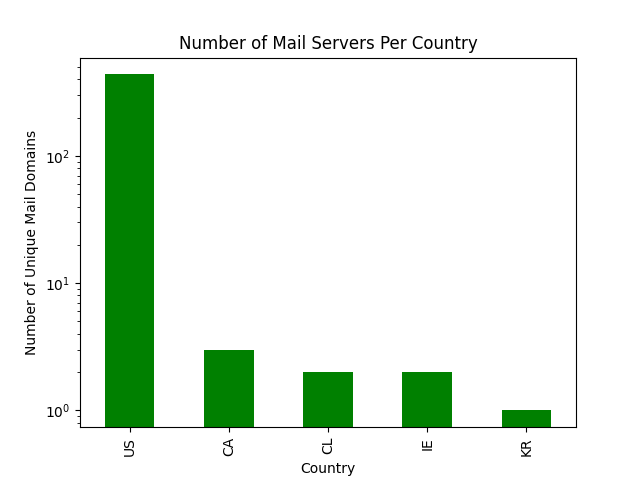 Number of Mail Servers Per Country
Number of Unique Mail Domains
10²
10¹
10⁰
US
CA
CL
IE
KR
Country